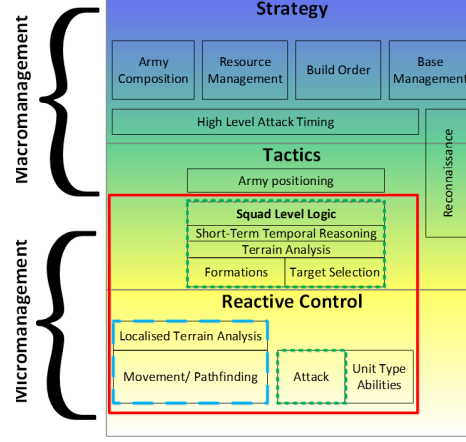 Macromanagement
Strategy
Army
Composition
Resource
Management
Build Order
Base
Management
High Level Attack Timing
Reconnaissance
Tactics
Army positioning
Micromanagement
Squad Level Logic
Short-Term Temporal Reasoning
Terrain Analysis
Formations
Target Selection
Reactive Control
Localised Terrain Analysis
Movement/ Pathfinding
Attack
Unit Type
Abilities